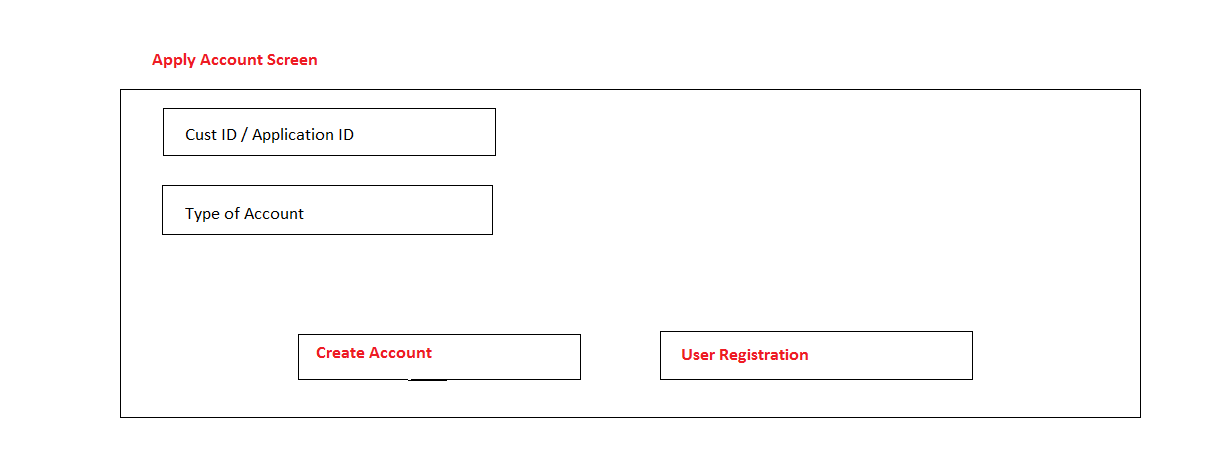 Apply Account Screen
Cust ID / Application ID
Type of Account
Create Account
User Registration